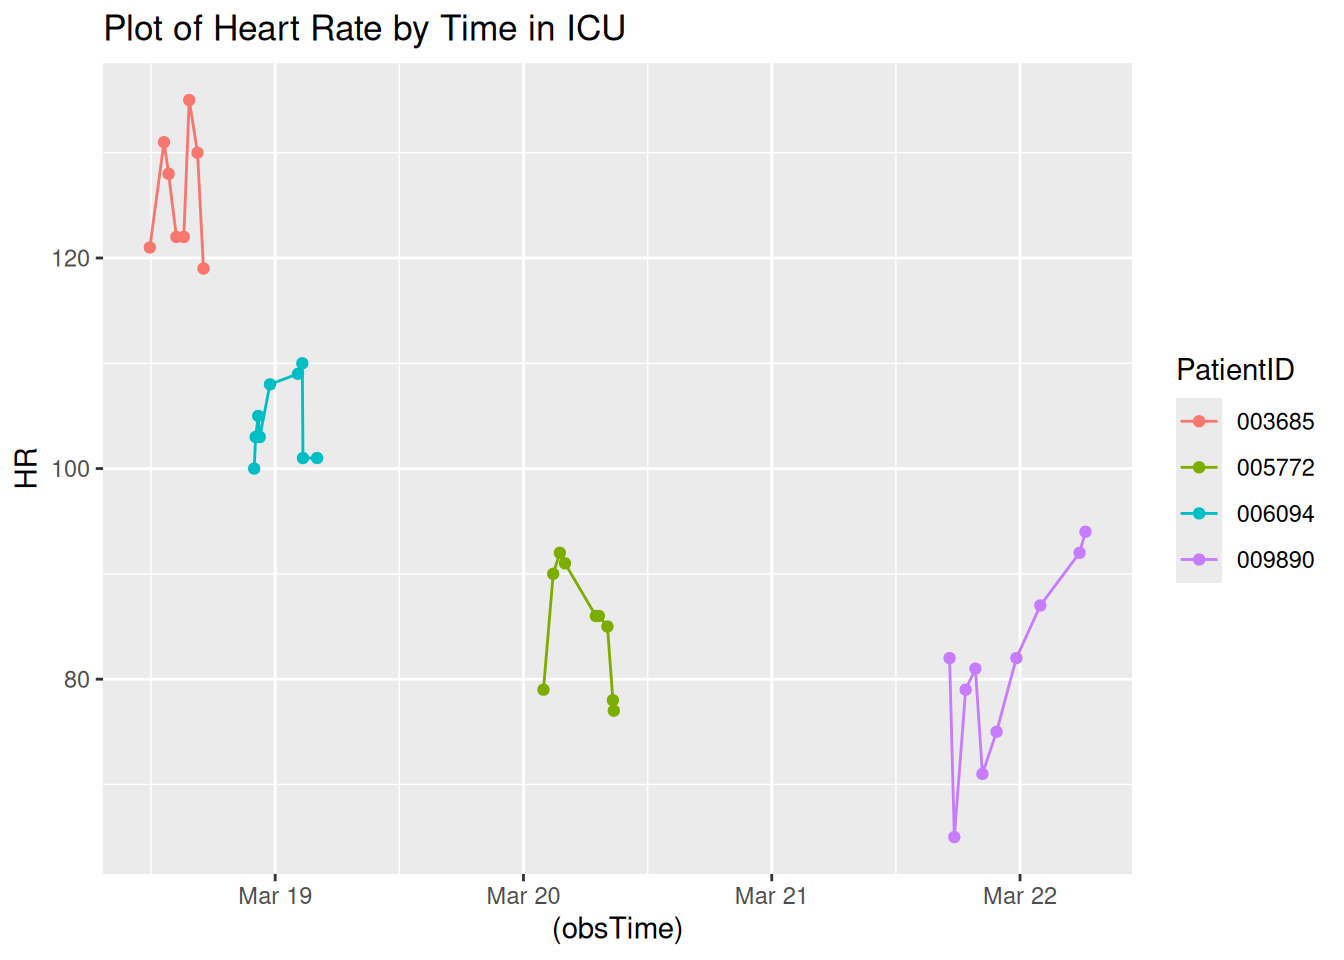 Plot of Heart Rate by Time in ICU
HR
120
100
80
Mar 19 Mar 20 Mar 21 Mar 22
(obsTime)
PatientID
003685
005772
006094
009890